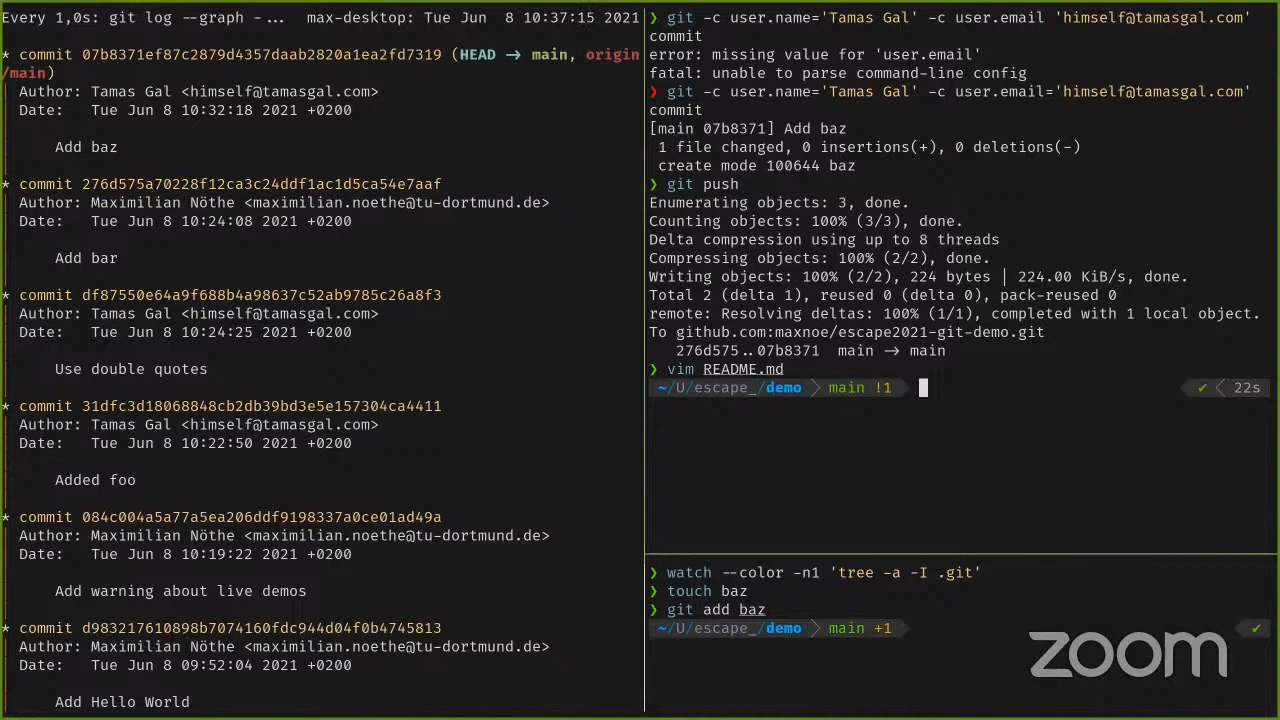 Every 1,0s: git log --graph -...  max-desktop: Tue Jun  8 10:37:15 2021
* commit 07b8371ef87c2879d4357daab2820a1ea2fd7319 (HEAD -> main, origin
/main)
| Author: Tamas Gal <himself@tamasgal.com>
| Date:   Tue Jun 8 10:32:18 2021 +0200
Add baz
* commit 276d575a70228f12ca3c24ddf1ac1d5ca54e7aaf
| Author: Maximilian Nöthe <maximilian.noethe@tu-dortmund.de>
| Date:   Tue Jun 8 10:24:08 2021 +0200
Add bar
* commit df87550e64a9f688b4a98637c52ab9785c26a8f3
| Author: Tamas Gal <himself@tamasgal.com>
| Date:   Tue Jun 8 10:24:25 2021 +0200
Use double quotes
* commit 31dfc3d18068848cb2db39bd3e5e157304ca4411
| Author: Tamas Gal <himself@tamasgal.com>
| Date:   Tue Jun 8 10:22:50 2021 +0200
Added foo
* commit 084c004a5a77a5ea206ddf9198337a0ce01ad49a
| Author: Maximilian Nöthe <maximilian.noethe@tu-dortmund.de>
| Date:   Tue Jun 8 10:19:22 2021 +0200
Add warning about live demos
* commit d983217610898b7074160fdc944d04f0b4745813
| Author: Maximilian Nöthe <maximilian.noethe@tu-dortmund.de>
| Date:   Tue Jun 8 09:52:04 2021 +0200
Add Hello World
❯ git -c user.name='Tamas Gal' -c user.email 'himself@tamasgal.com'
commit
error: missing value for 'user.email'
fatal: unable to parse command-line config
❯ git -c user.name='Tamas Gal' -c user.email='himself@tamasgal.com'
commit
[main 07b8371] Add baz
1 file changed, 0 insertions(+), 0 deletions(-)
create mode 100644 baz
❯ git push
Enumerating objects: 3, done.
Counting objects: 100% (3/3), done.
Delta compression using up to 8 threads
Compressing objects: 100% (2/2), done.
Writing objects: 100% (2/2), 224 bytes | 224.00 KiB/s, done.
Total 2 (delta 1), reused 0 (delta 0), pack-reused 0
remote: Resolving deltas: 100% (1/1), completed with 1 local object.
To github.com:maxnoe/escape2021-git-demo.git
276d575..07b8371  main -> main
❯ vim README.md
~/U/escape_/demo  main !1  ✔ 22s
❯ watch --color -n1 'tree -a -I .git'
❯ touch baz
❯ git add baz
~/U/escape_/demo  main +1  ✔
zoom